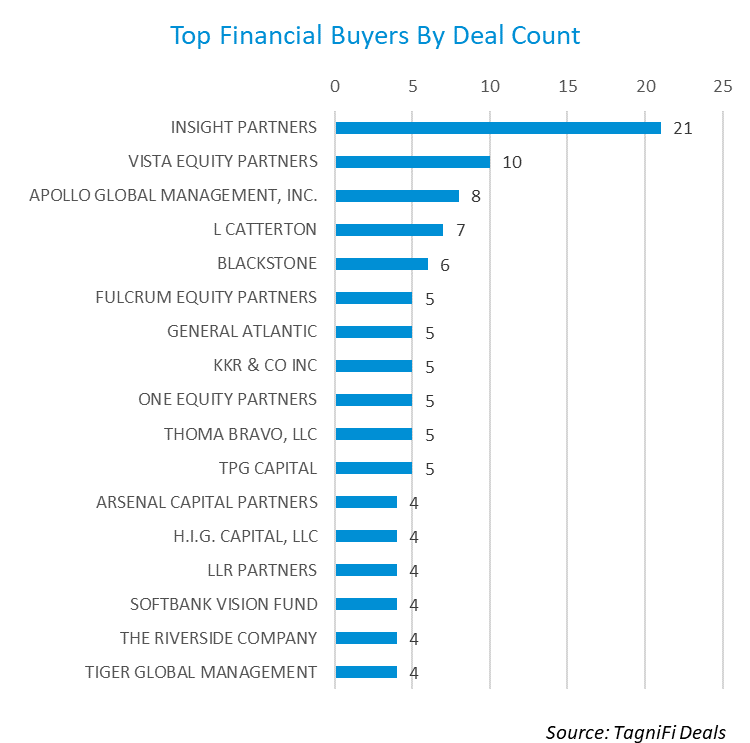 Top Financial Buyers By Deal Count
0 5 10 15 20 25
INSIGHT PARTNERS 21
VISTA EQUITY PARTNERS 10
APOLLO GLOBAL MANAGEMENT, INC. 8
L CATTERTON 7
BLACKSTONE 6
FULCRUM EQUITY PARTNERS 5
GENERAL ATLANTIC 5
KKR & CO INC 5
ONE EQUITY PARTNERS 5
THOMA BRAVO, LLC 5
TPG CAPITAL 5
ARSENAL CAPITAL PARTNERS 4
H.I.G. CAPITAL, LLC 4
LLR PARTNERS 4
SOFTBANK VISION FUND 4
THE RIVERSIDE COMPANY 4
TIGER GLOBAL MANAGEMENT 4
Source: TagniFi Deals